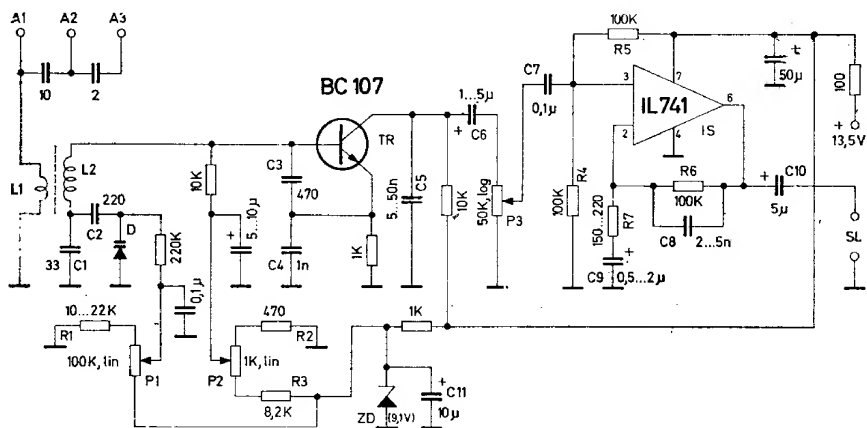 A1 A2 A3
10 2
BC 107
TR
L1 L2
C3
470
10K
220
C2
D
33 C1
220K
0,1µ
5...10µ
C4 1n
1K
5...50n
C5
1...5µ
+ C6
10K
50K, log
P3
C7
0,1µ
100K
R5
3 7
IL741
6
2 4
IS
+
50µ
100
+
13,5V
R4
100K
R6
100K
C8 2...5n
150...220
R7
+
C9 0,5...2µ
+ C10
5µ
SL
10...22K
R1
100K, lin
P1
470
R2
1K, lin
P2
R3
8,2K
1K
ZD (9,1V)
+ C11
10µ